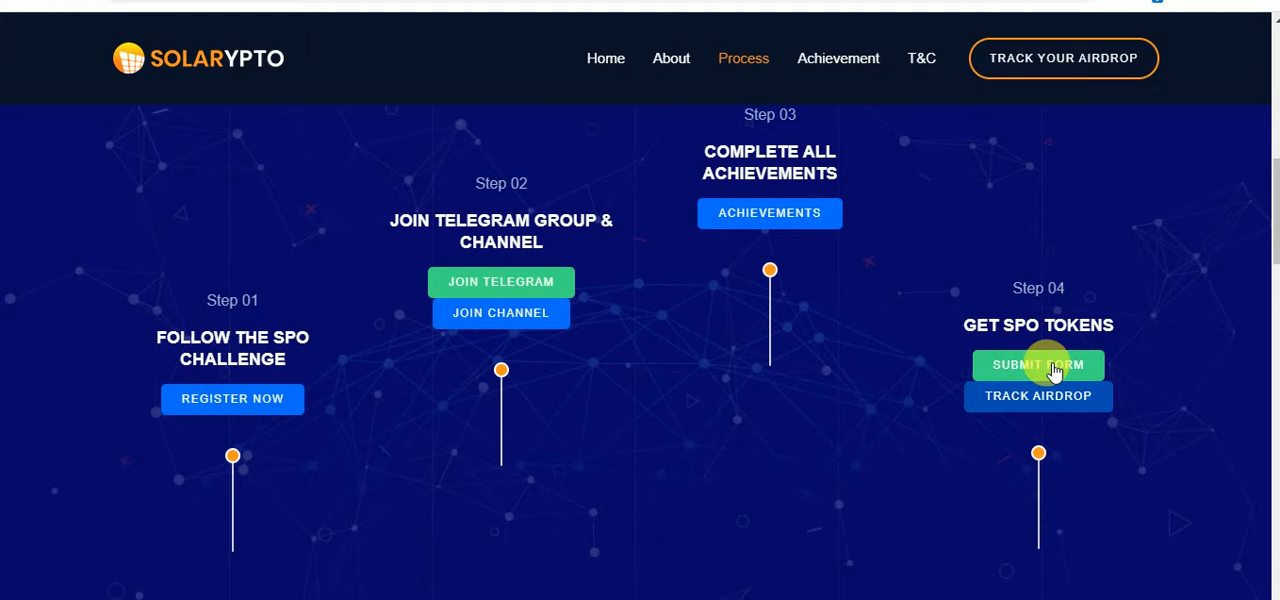 SOLARYPTO
Home About Process Achievement T&C TRACK YOUR AIRDROP
Step 01
FOLLOW THE SPO
CHALLENGE
REGISTER NOW
Step 02
JOIN TELEGRAM GROUP &
CHANNEL
JOIN TELEGRAM
JOIN CHANNEL
Step 03
COMPLETE ALL
ACHIEVEMENTS
ACHIEVEMENTS
Step 04
GET SPO TOKENS
SUBMIT FORM
TRACK AIRDROP